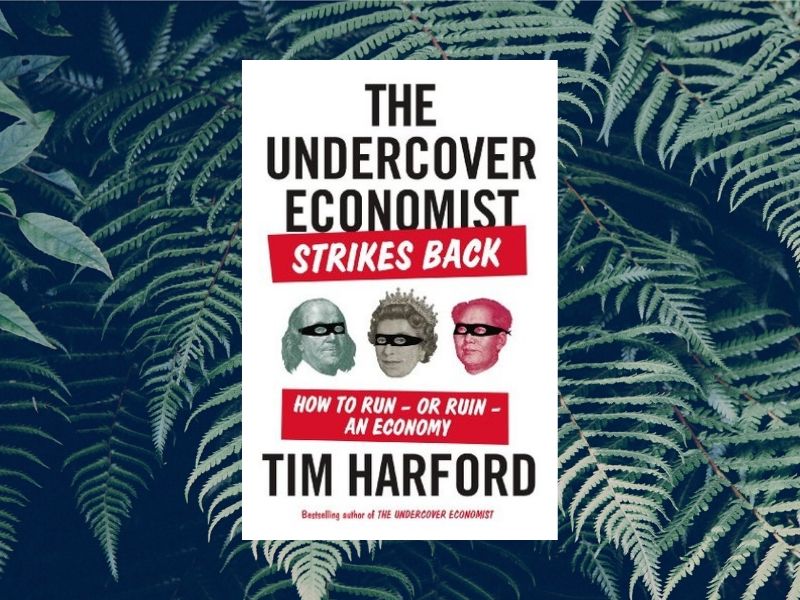 THE
UNDERCOVER
ECONOMIST
STRIKES BACK
HOW TO RUN – OR RUIN –
AN ECONOMY
TIM HARFORD
Bestselling author of THE UNDERCOVER ECONOMIST